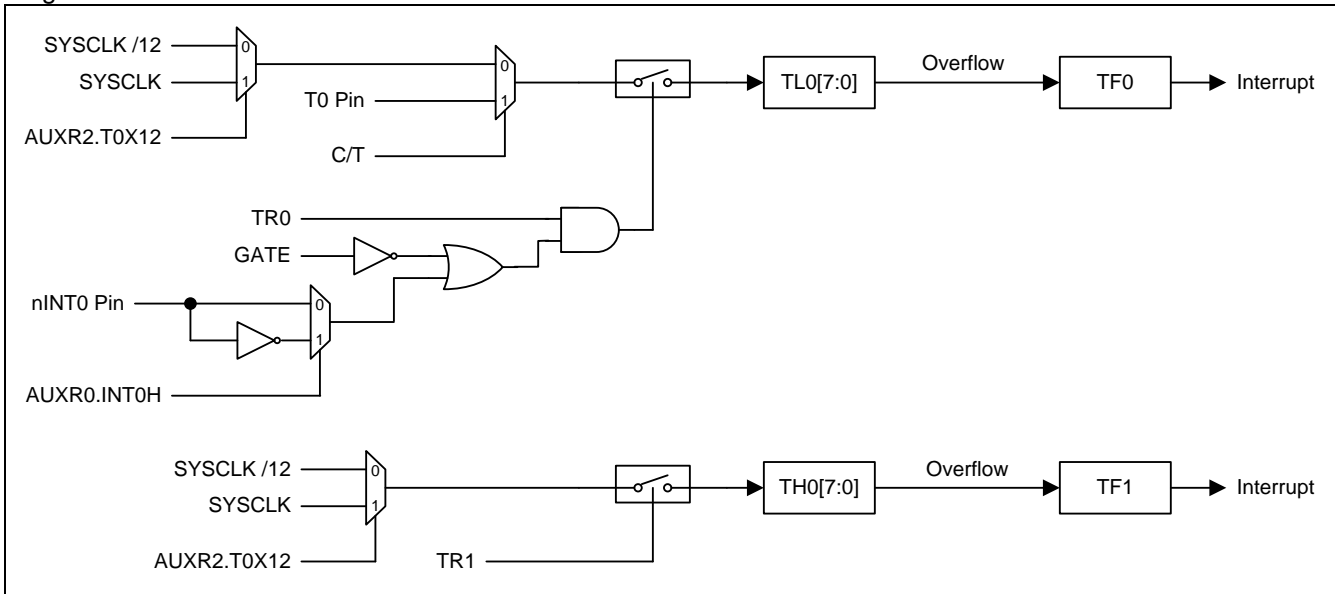 SYSCLK /12
0
SYSCLK
1
AUXR2.T0X12
0
T0 Pin
1
C/T
TL0[7:0]
Overflow
TF0
Interrupt
TR0
GATE
nINT0 Pin
0
1
AUXR0.INT0H
SYSCLK /12
0
SYSCLK
1
AUXR2.T0X12
TR1
TH0[7:0]
Overflow
TF1
Interrupt